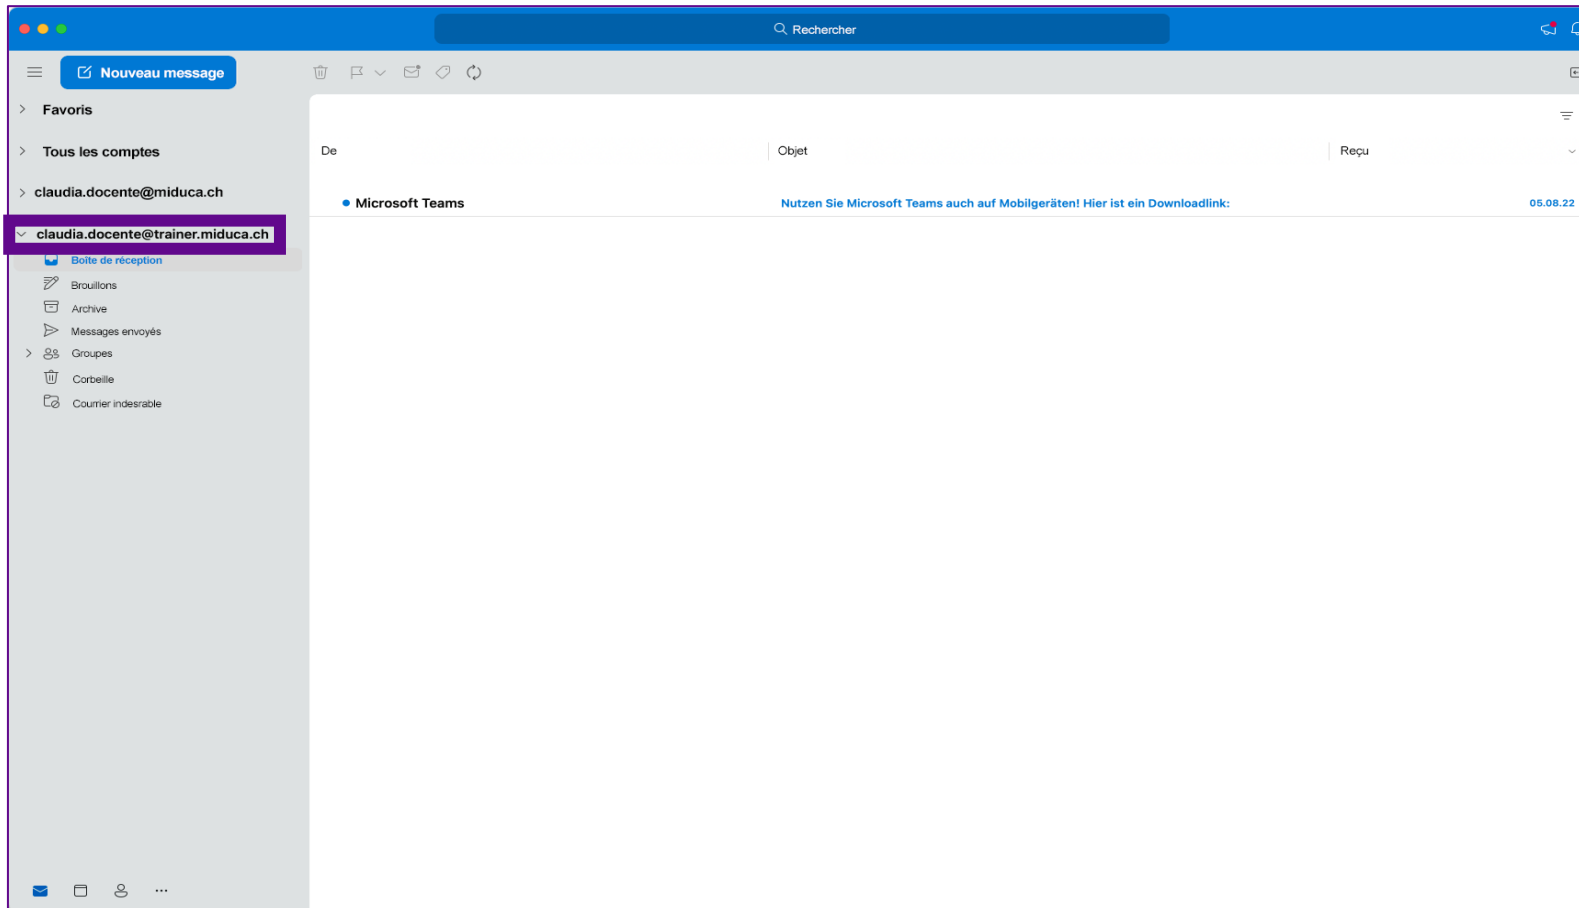 Rechercher
Nouveau message
Favoris
Tous les comptes
De
Objet
Reçu
claudia.docente@miduca.ch
Microsoft Teams
Nutzen Sie Microsoft Teams auch auf Mobilgeräten! Hier ist ein Downloadlink:
05.08.22
claudia.docente@trainer.miduca.ch
Boîte de réception
Brouillons
Archive
Messages envoyés
Groupes
Corbeille
Courrier indesrable